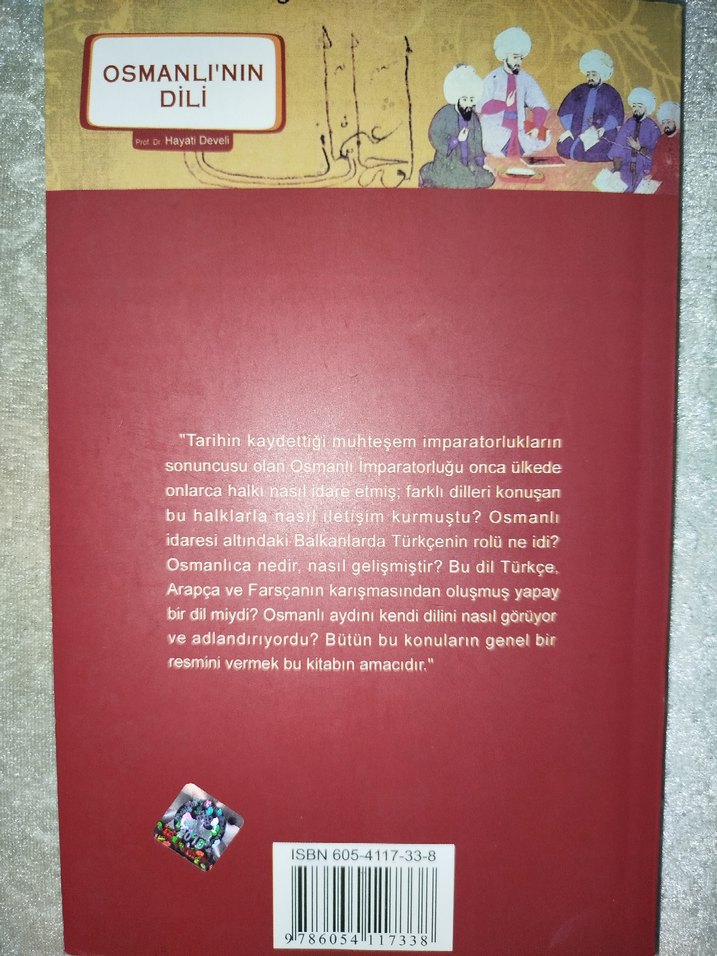 OSMANLI'NIN
DİLİ
Prof. Dr. Hayati Develi
"Tarihin kaydettiği muhteşem imparatorlukların
sonuncusu olan Osmanlı İmparatorluğu onca ülkede
onlarca halkı nasıl idare etmiş; farklı dilleri konuşan
bu halklarla nasıl iletişim kurmuştu? Osmanlı
idaresi altındaki Balkanlarda Türkçenin rolü ne idi?
Osmanlıca nedir, nasıl gelişmiştir? Bu dil Türkçe,
Arapça ve Farsçanın karışmasından oluşmuş yapay
bir dil miydi? Osmanlı aydını kendi dilini nasıl görüyor
ve adlandırıyordu? Bütün bu konuların genel bir
resmini vermek bu kitabın amacıdır."
ISBN 605-4117-33-8
9 786054 117338